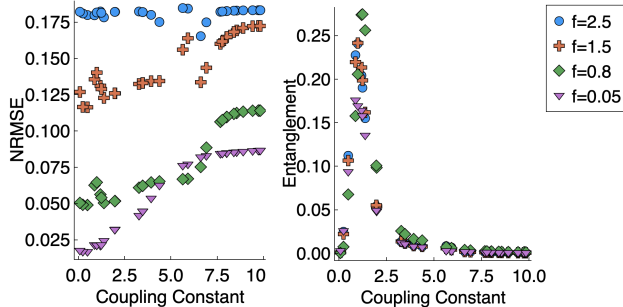 0.175
0.150
0.125
0.100
0.075
0.050
0.025
NRMSE
0.0 2.5 5.0 7.5 10
Coupling Constant
0.25
0.20
0.15
0.10
0.05
0.00
Entanglement
0.0 2.5 5.0 7.5 10.0
Coupling Constant
f=2.5
f=1.5
f=0.8
f=0.05